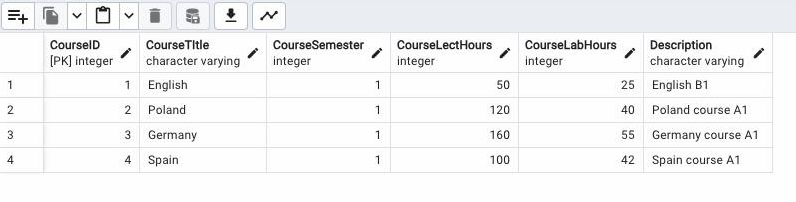 CourseID CourseTitle CourseSemester CourseLectHours CourseLabHours Description
[PK] integer character varying integer integer integer character varying
1 1 English 1 50 25 English B1
2 2 Poland 1 120 40 Poland course A1
3 3 Germany 1 160 55 Germany course A1
4 4 Spain 1 100 42 Spain course A1